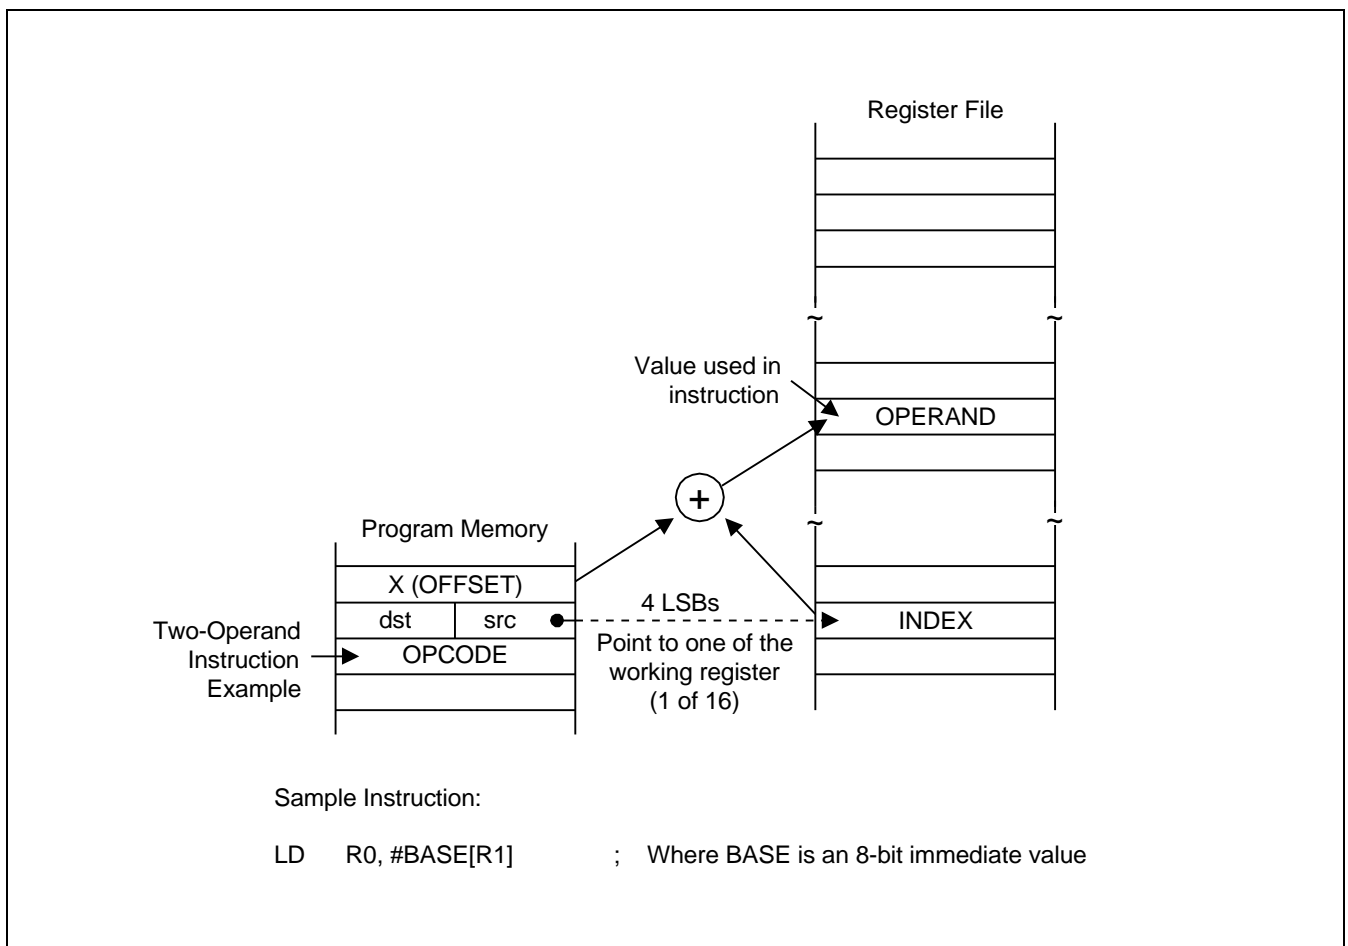 Register File
~ ~
Value used in
instruction
OPERAND
+
~ ~
Program Memory
X (OFFSET)
4 LSBs
INDEX
dst src
Two-Operand
Instruction
Example
OPCODE
Point to one of the
working register
(1 of 16)
Sample Instruction:
LD R0, #BASE[R1] ; Where BASE is an 8-bit immediate value